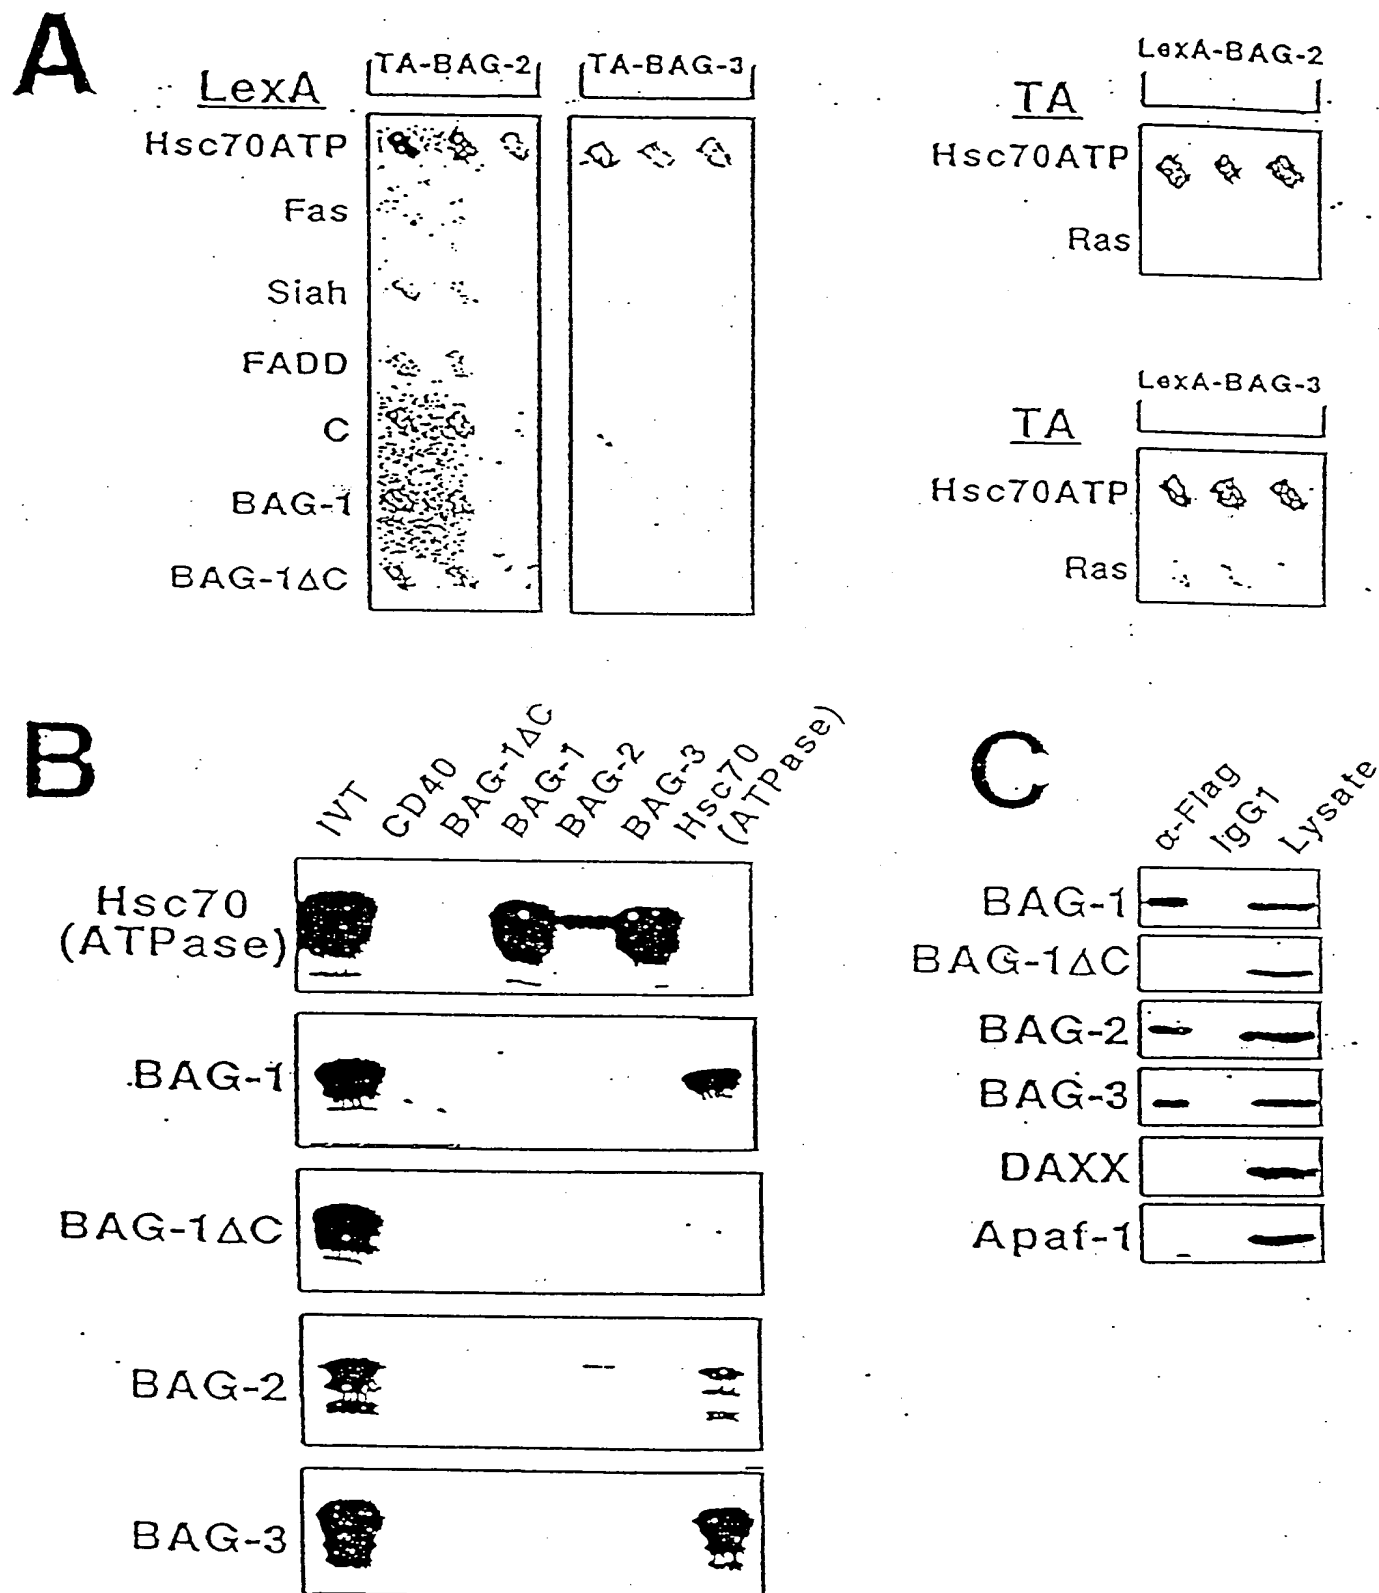 A
LexA
TA-BAG-2
TA-BAG-3
Hsc70ATP
Fas
Siah
FADD
C
BAG-1
BAG-1ΔC
LexA-BAG-2
TA
Hsc70ATP
Ras
LexA-BAG-3
TA
Hsc70ATP
Ras
B
IVT
CD40
BAG-1ΔC
BAG-1
BAG-2
BAG-3
Hsc70
(ATPase)
Hsc70
(ATPase)
BAG-1
BAG-1ΔC
BAG-2
BAG-3
C
α-Flag
IgG1
Lysate
BAG-1
BAG-1ΔC
BAG-2
BAG-3
DAXX
Apaf-1